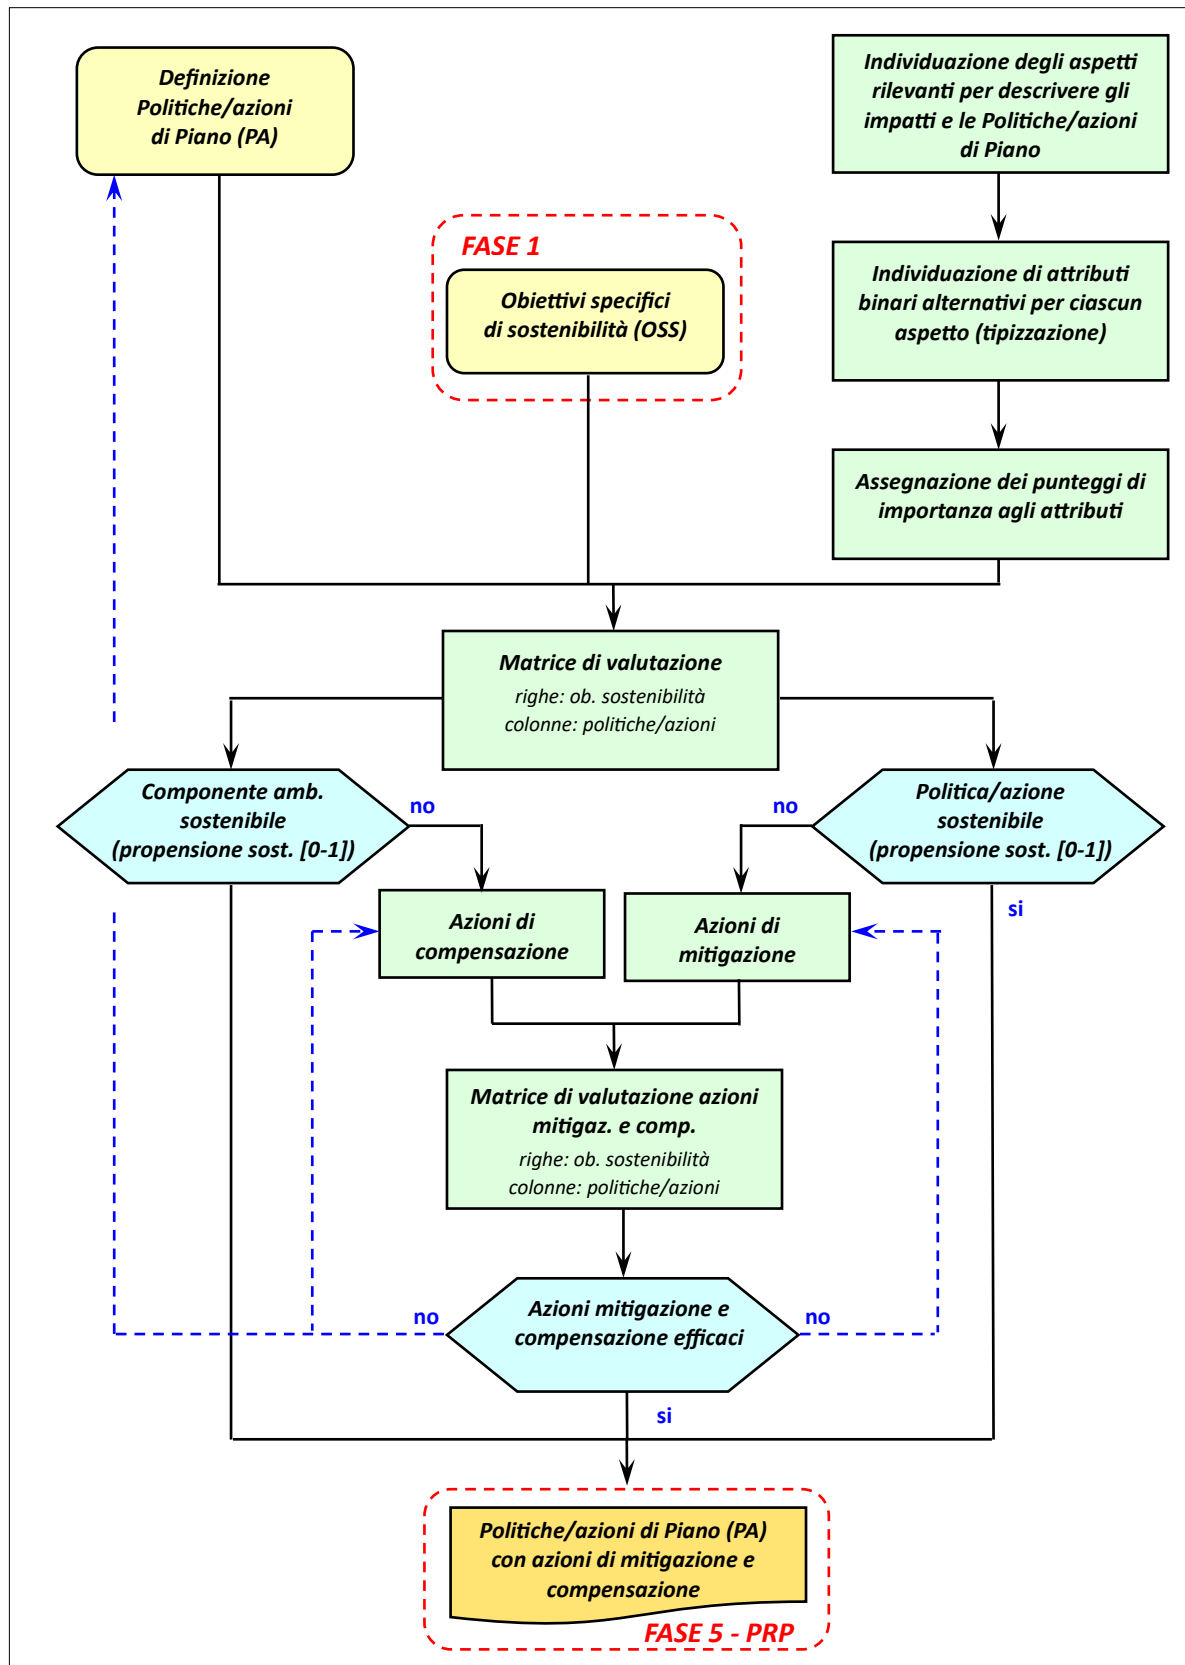 Definizione
Politiche/azioni
di Piano (PA)
Individuazione degli aspetti
rilevanti per descrivere gli
impatti e le Politiche/azioni
di Piano
FASE 1
Obiettivi specifici
di sostenibilità (OSS)
Individuazione di attributi
binari alternativi per ciascun
aspetto (tipizzazione)
Assegnazione dei punteggi di
importanza agli attributi
Matrice di valutazione
righe: ob. sostenibilità
colonne: politiche/azioni
Componente amb.
sostenibile
(propensione sost. [0-1])
no
no
Politica/azione
sostenibile
(propensione sost. [0-1])
si
Azioni di
compensazione
Azioni di
mitigazione
Matrice di valutazione azioni
mitigaz. e comp.
righe: ob. sostenibilità
colonne: politiche/azioni
no
Azioni mitigazione e
compensazione efficaci
no
si
Politiche/azioni di Piano (PA)
con azioni di mitigazione e
compensazione
FASE 5 - PRP